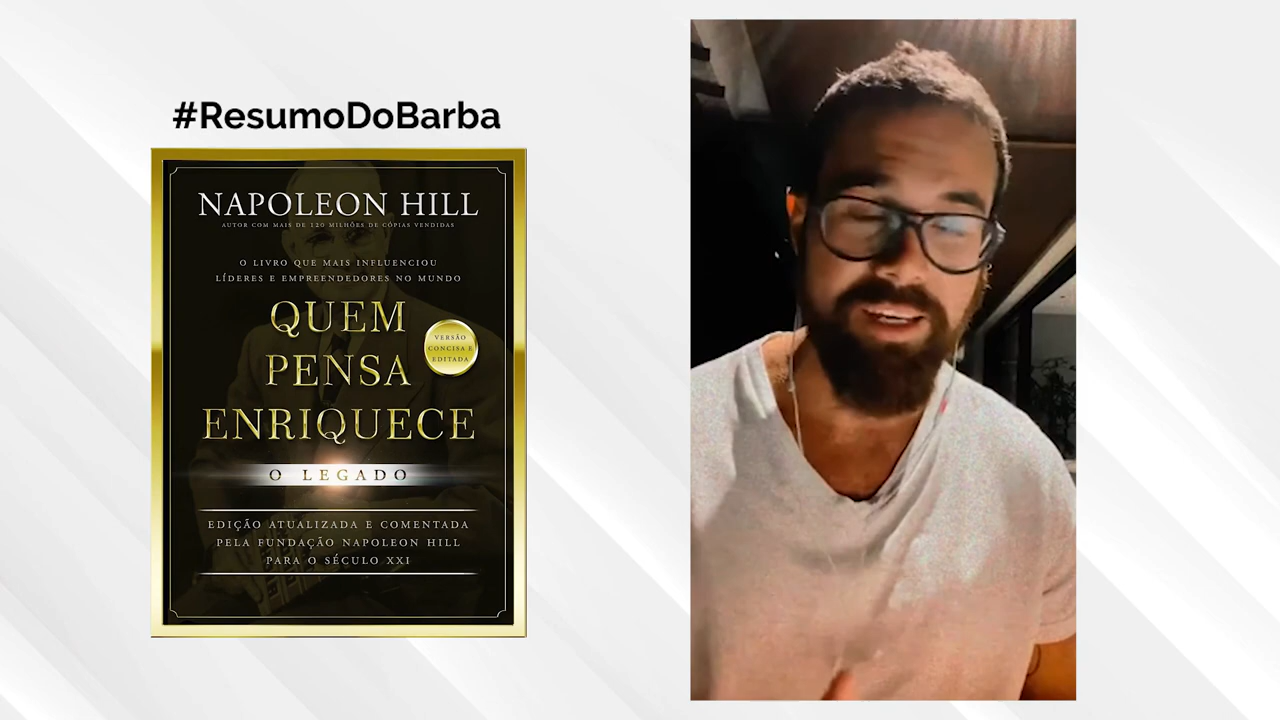 #ResumoDoBarba
NAPOLEON HILL
AUTOR COM MAIS DE 120 MILHÕES DE CÓPIAS VENDIDAS
O LIVRO QUE MAIS INFLUENCIOU
LÍDERES E EMPREENDEDORES NO MUNDO
QUEM
PENSA
ENRIQUECE
VERSÃO
CONCISA E
EDITADA
O LEGADO
EDIÇÃO ATUALIZADA E COMENTADA
PELA FUNDAÇÃO NAPOLEON HILL
PARA O SÉCULO XXI